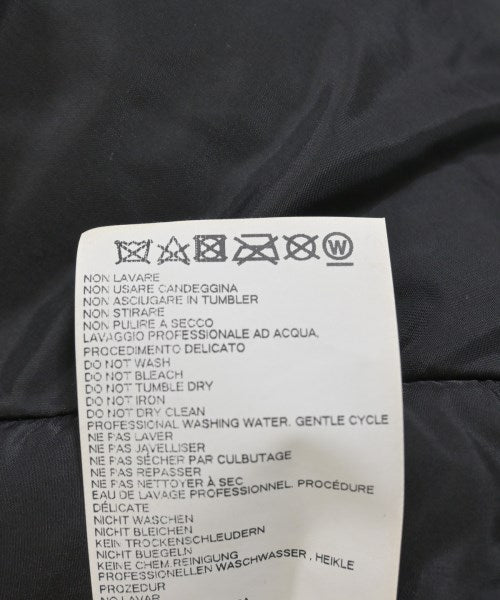 W
NON LAVARE
NON USARE CANDEGGINA
NON ASCIUGARE IN TUMBLER
NON STIRARE
NON PULIRE A SECCO
LAVAGGIO PROFESSIONALE AD ACQUA,
PROCEDIMENTO DELICATO
DO NOT WASH
DO NOT BLEACH
DO NOT TUMBLE DRY
DO NOT IRON
DO NOT DRY CLEAN
PROFESSIONAL WASHING WATER. GENTLE CYCLE
NE PAS LAVER
NE PAS JAVELLISER
NE PAS SÉCHER PAR CULBUTAGE
NE PAS REPASSER
NE PAS NETTOYER À SEC
EAU DE LAVAGE PROFESSIONNEL. PROCÉDURE
DÉLICATE
NICHT WASCHEN
NICHT BLEICHEN
KEIN TROCKENSCHLEUDERN
NICHT BUEGELN
KEINE CHEM.REINIGUNG
PROFESSIONELLEN WASCHWASSER , HEIKLE
PROZEDUR
NO LAVAR